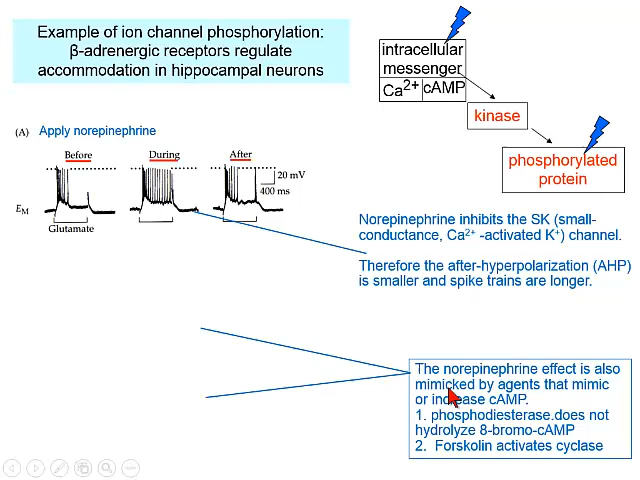 Example of ion channel phosphorylation:
β-adrenergic receptors regulate
accommodation in hippocampal neurons
intracellular
messenger
Ca2+ cAMP
kinase
phosphorylated
protein
(A) Apply norepinephrine
Before During After
20 mV
400 ms
EM
Glutamate
Norepinephrine inhibits the SK (small-
conductance, Ca2+ -activated K+) channel.
Therefore the after-hyperpolarization (AHP)
is smaller and spike trains are longer.
The norepinephrine effect is also
mimicked by agents that mimic
or increase cAMP.
1. phosphodiesterase.does not
hydrolyze 8-bromo-cAMP
2. Forskolin activates cyclase